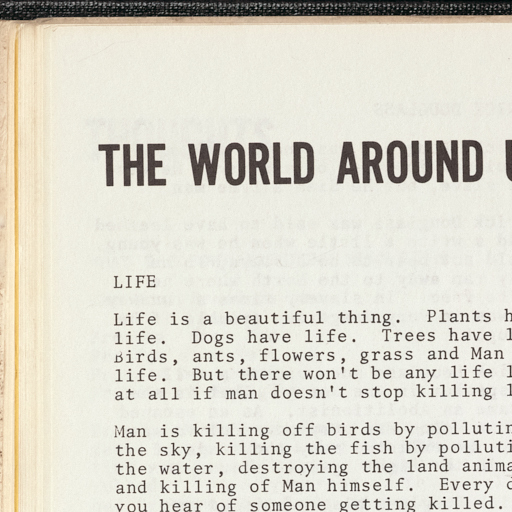 THE WORLD AROUND
LIFE
Life is a beautiful thing. Plants h
life. Dogs have life. Trees have l
Birds, ants, flowers, grass and Man
life. But there won't be any life l
at all if man doesn't stop killing l
Man is killing off birds by pollutin
the sky, killing the fish by polluti
the water, destroying the land anima
and killing of Man himself. Every d
you hear of someone getting killed.